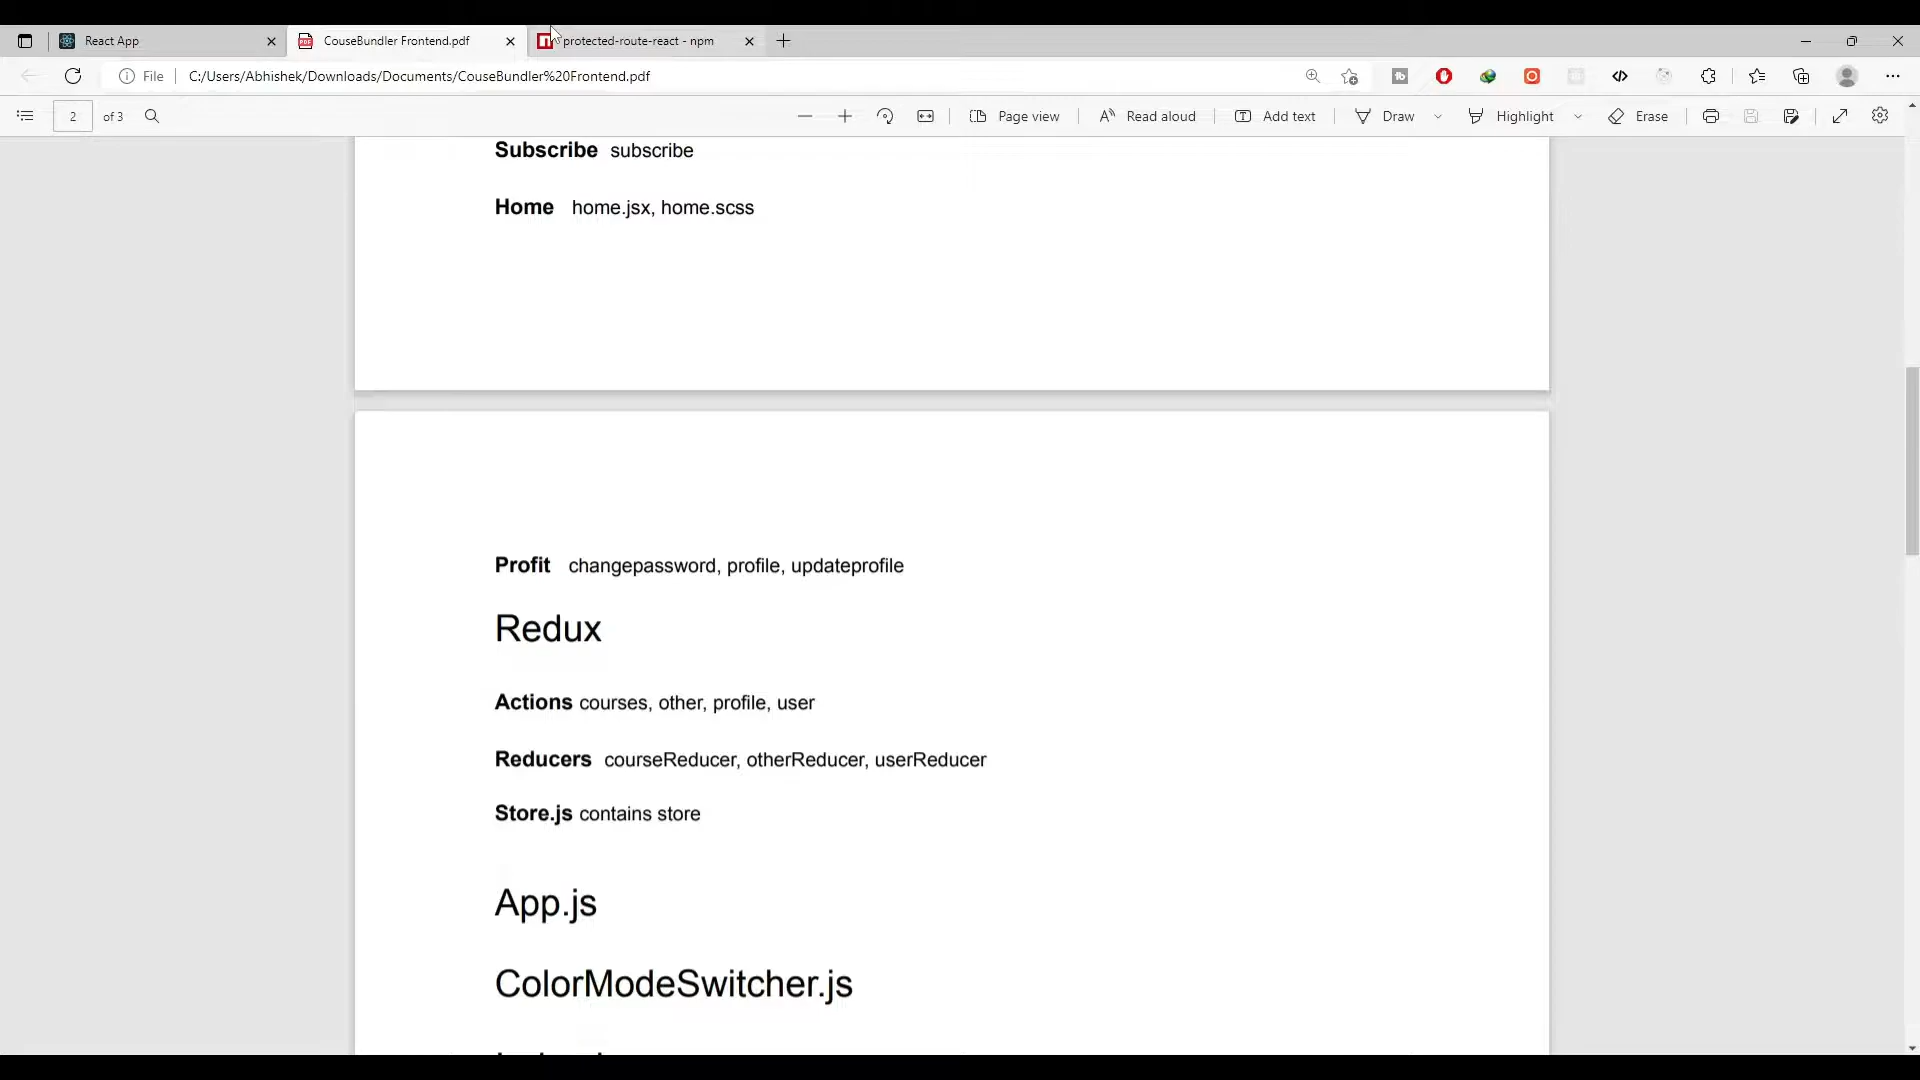 React App
CouseBundler Frontend.pdf
protected-route-react - npm
File
C:/Users/Abhishek/Downloads/Documents/CouseBundler%20Frontend.pdf
2 of 3
Page view
Read aloud
Add text
Draw
Highlight
Erase
Subscribe subscribe
Home home.jsx, home.scss
Profit changepassword, profile, updateprofile
Redux
Actions courses, other, profile, user
Reducers courseReducer, otherReducer, userReducer
Store.js contains store
App.js
ColorModeSwitcher.js